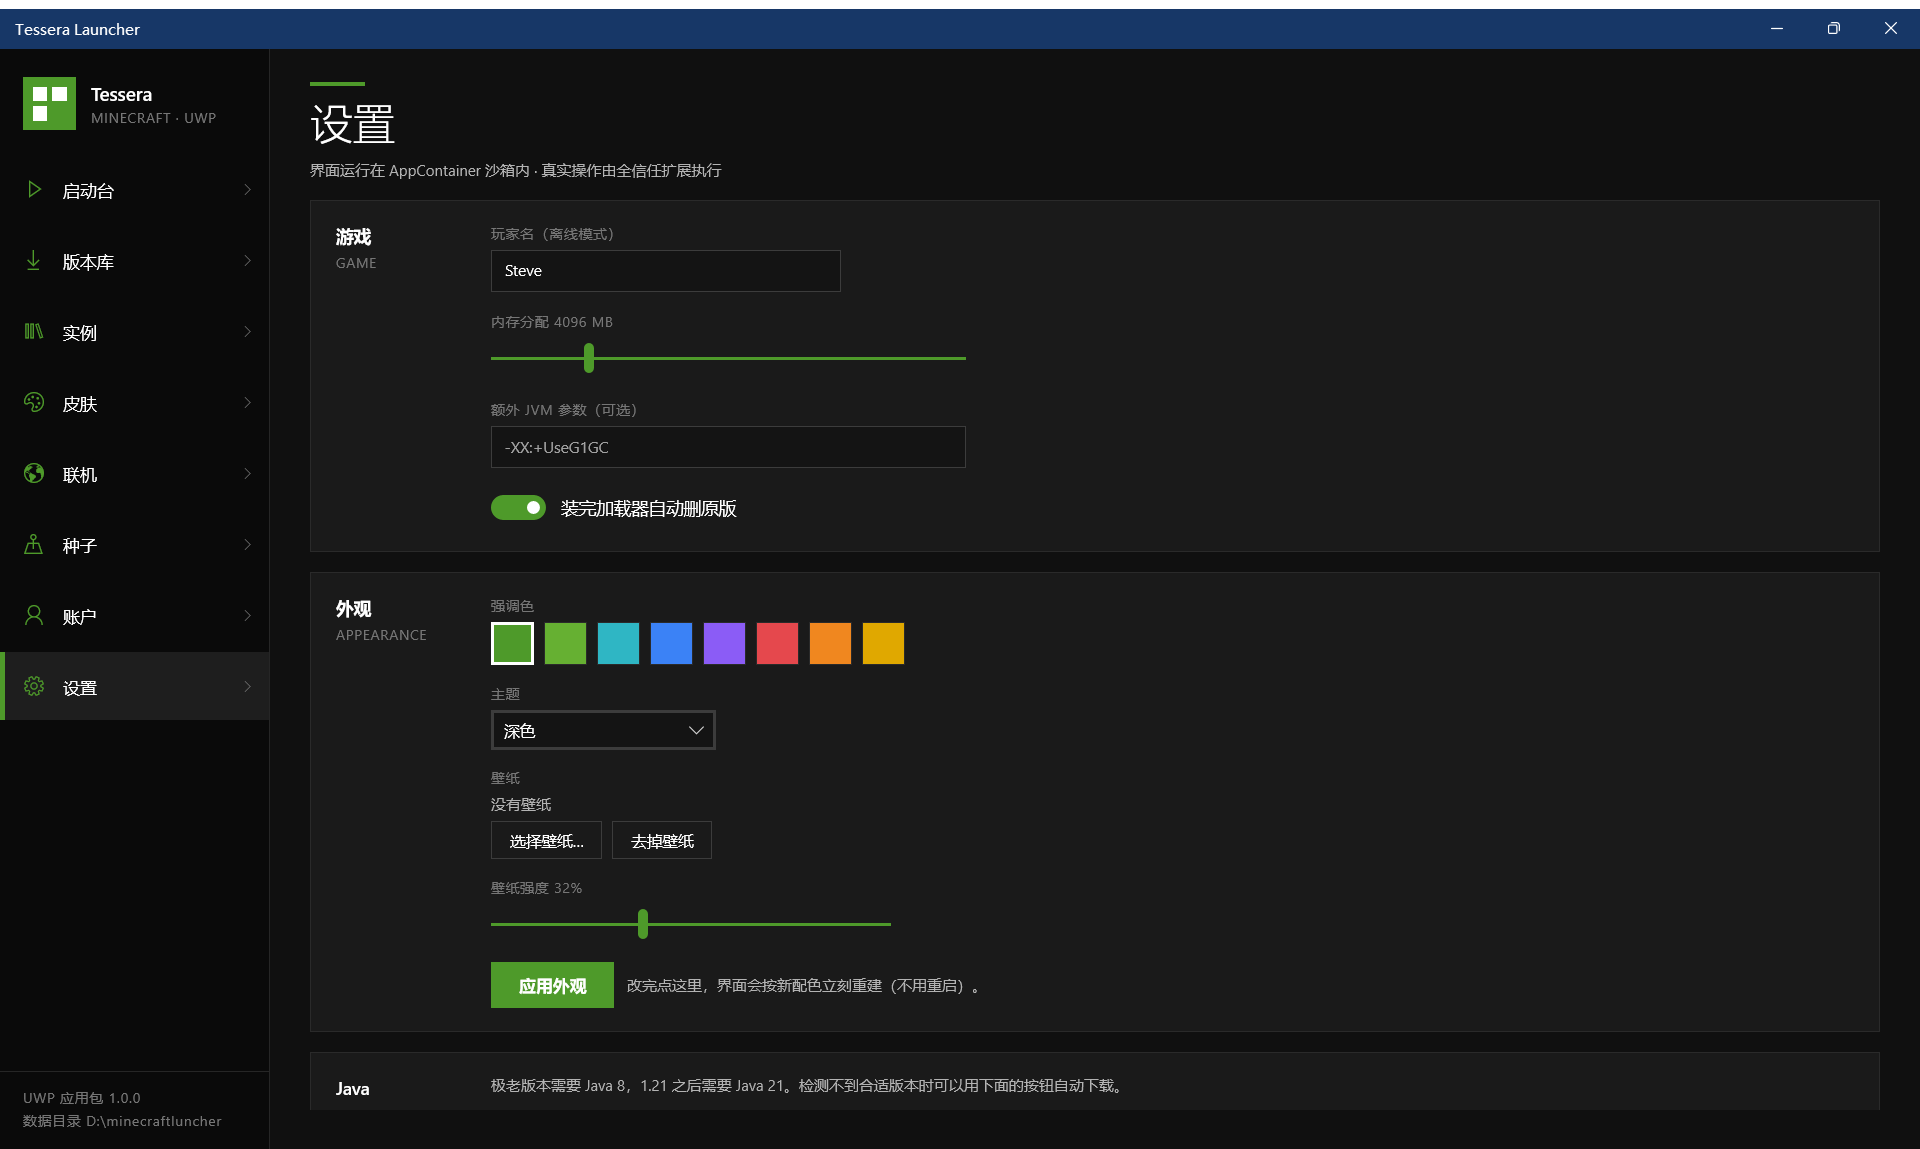 Tessera Launcher
Tessera
MINECRAFT · UWP
启动台
版本库
实例
皮肤
联机
种子
账户
设置
UWP 应用包 1.0.0
数据目录 D:\minecraftluncher
设置
界面运行在 AppContainer 沙箱内 · 真实操作由全信任扩展执行
游戏
GAME
玩家名（离线模式）
Steve
内存分配 4096 MB
额外 JVM 参数（可选）
-XX:+UseG1GC
装完加载器自动删原版
外观
APPEARANCE
强调色
主题
深色
壁纸
没有壁纸
选择壁纸...
去掉壁纸
壁纸强度 32%
应用外观
改完点这里，界面会按新配色立刻重建（不用重启）。
Java
极老版本需要 Java 8，1.21 之后需要 Java 21。检测不到合适版本时可以用下面的按钮自动下载。